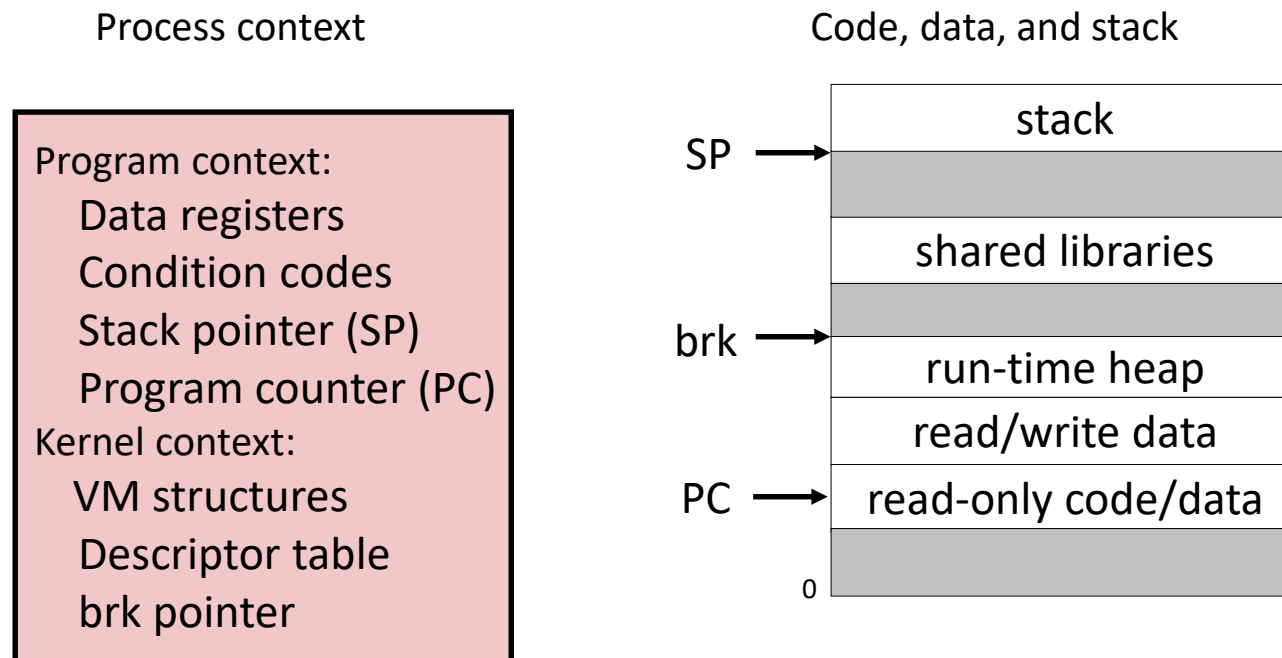 Process context
Program context:
Data registers
Condition codes
Stack pointer (SP)
Program counter (PC)
Kernel context:
VM structures
Descriptor table
brk pointer
Code, data, and stack
stack
SP
shared libraries
brk
run-time heap
read/write data
PC
read-only code/data
0